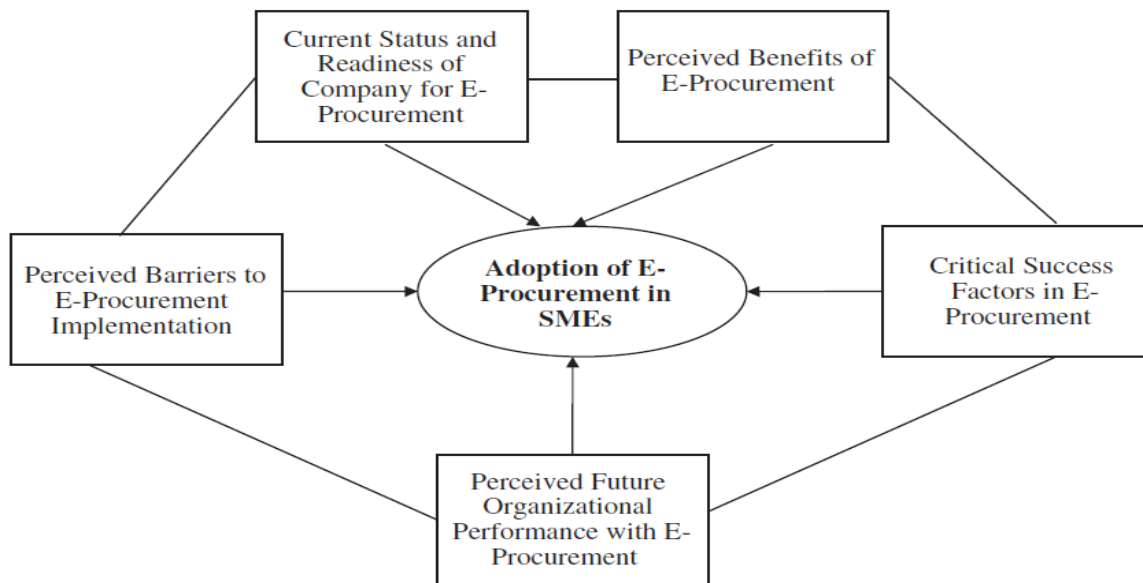 Current Status and
Readiness of
Company for E-
Procurement
Perceived Benefits of
E-Procurement
Perceived Barriers to
E-Procurement
Implementation
Adoption of E-
Procurement in
SMEs
Critical Success
Factors in E-
Procurement
Perceived Future
Organizational
Performance with E-
Procurement